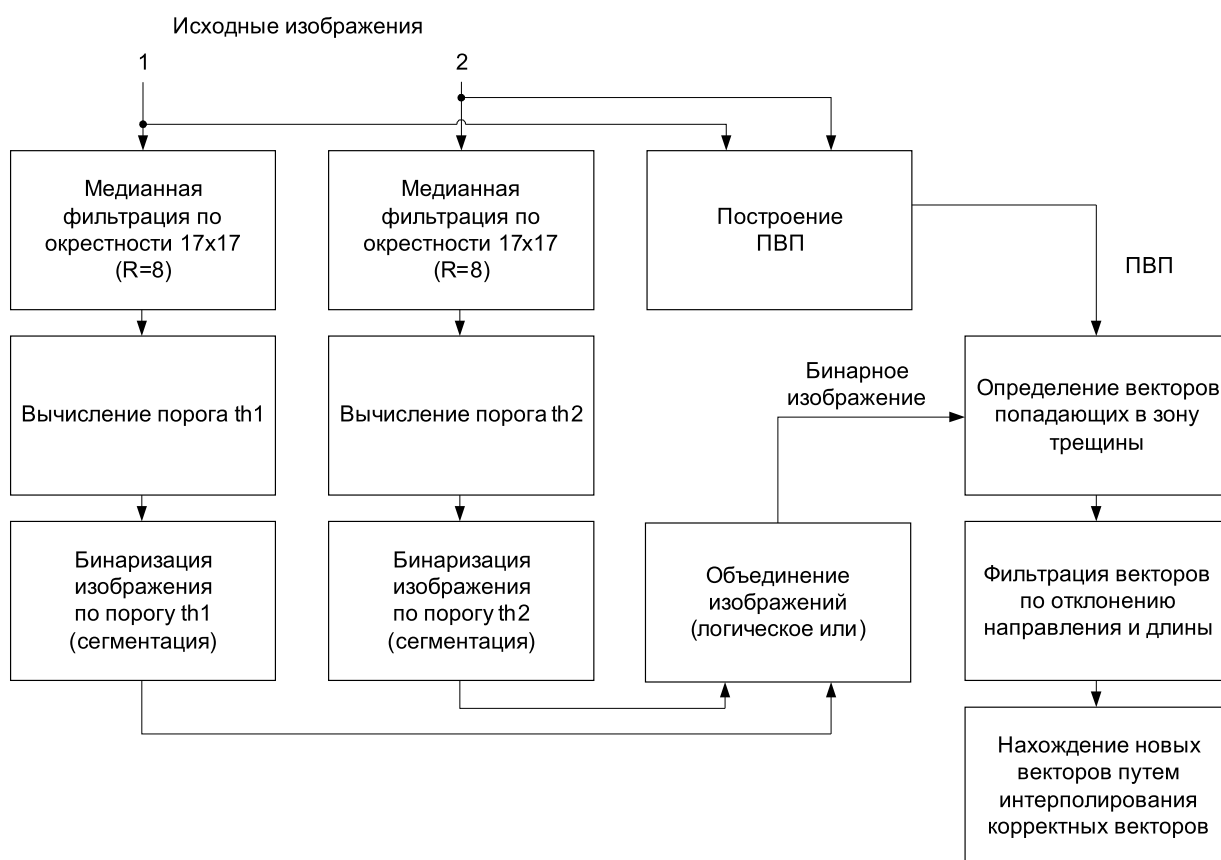 Исходные изображения
1
2
Медианная
фильтрация по
окрестности 17x17
(R=8)
Медианная
фильтрация по
окрестности 17x17
(R=8)
Построение
ПВП
ПВП
Вычисление порога th1
Вычисление порога th2
Бинарное
изображение
Определение векторов
попадающих в зону
трещины
Бинаризация
изображения
по порогу th1
(сегментация)
Бинаризация
изображения
по порогу th2
(сегментация)
Объединение
изображений
(логическое или)
Фильтрация векторов
по отклонению
направления и длины
Нахождение новых
векторов путем
интерполирования
корректных векторов